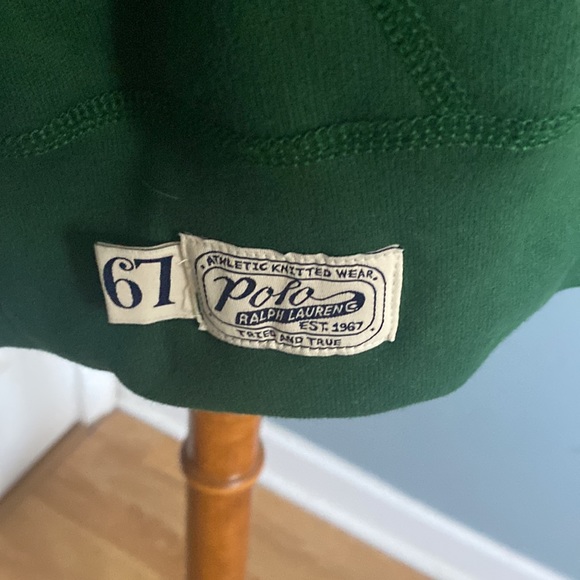 67
ATHLETIC KNITTED WEAR
Polo
RALPH LAUREN
EST. 1967
TRIED AND TRUE